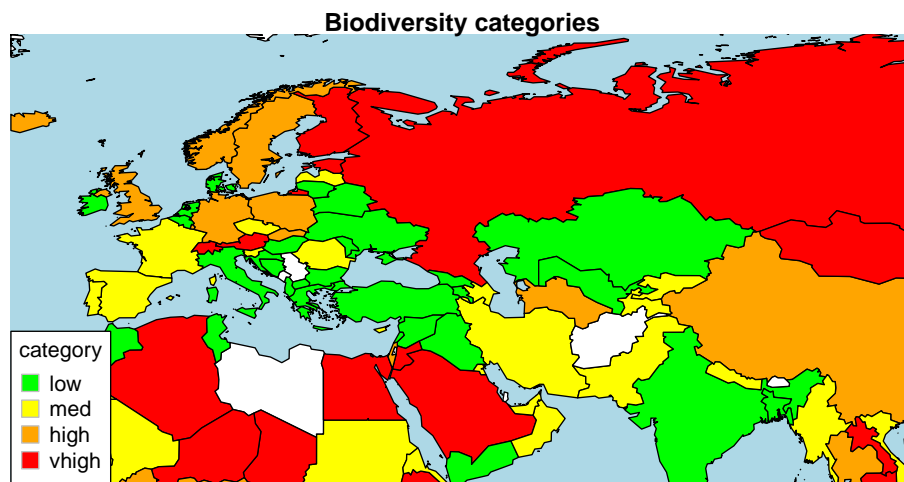 Biodiversity categories
category
low
med
high
vhigh